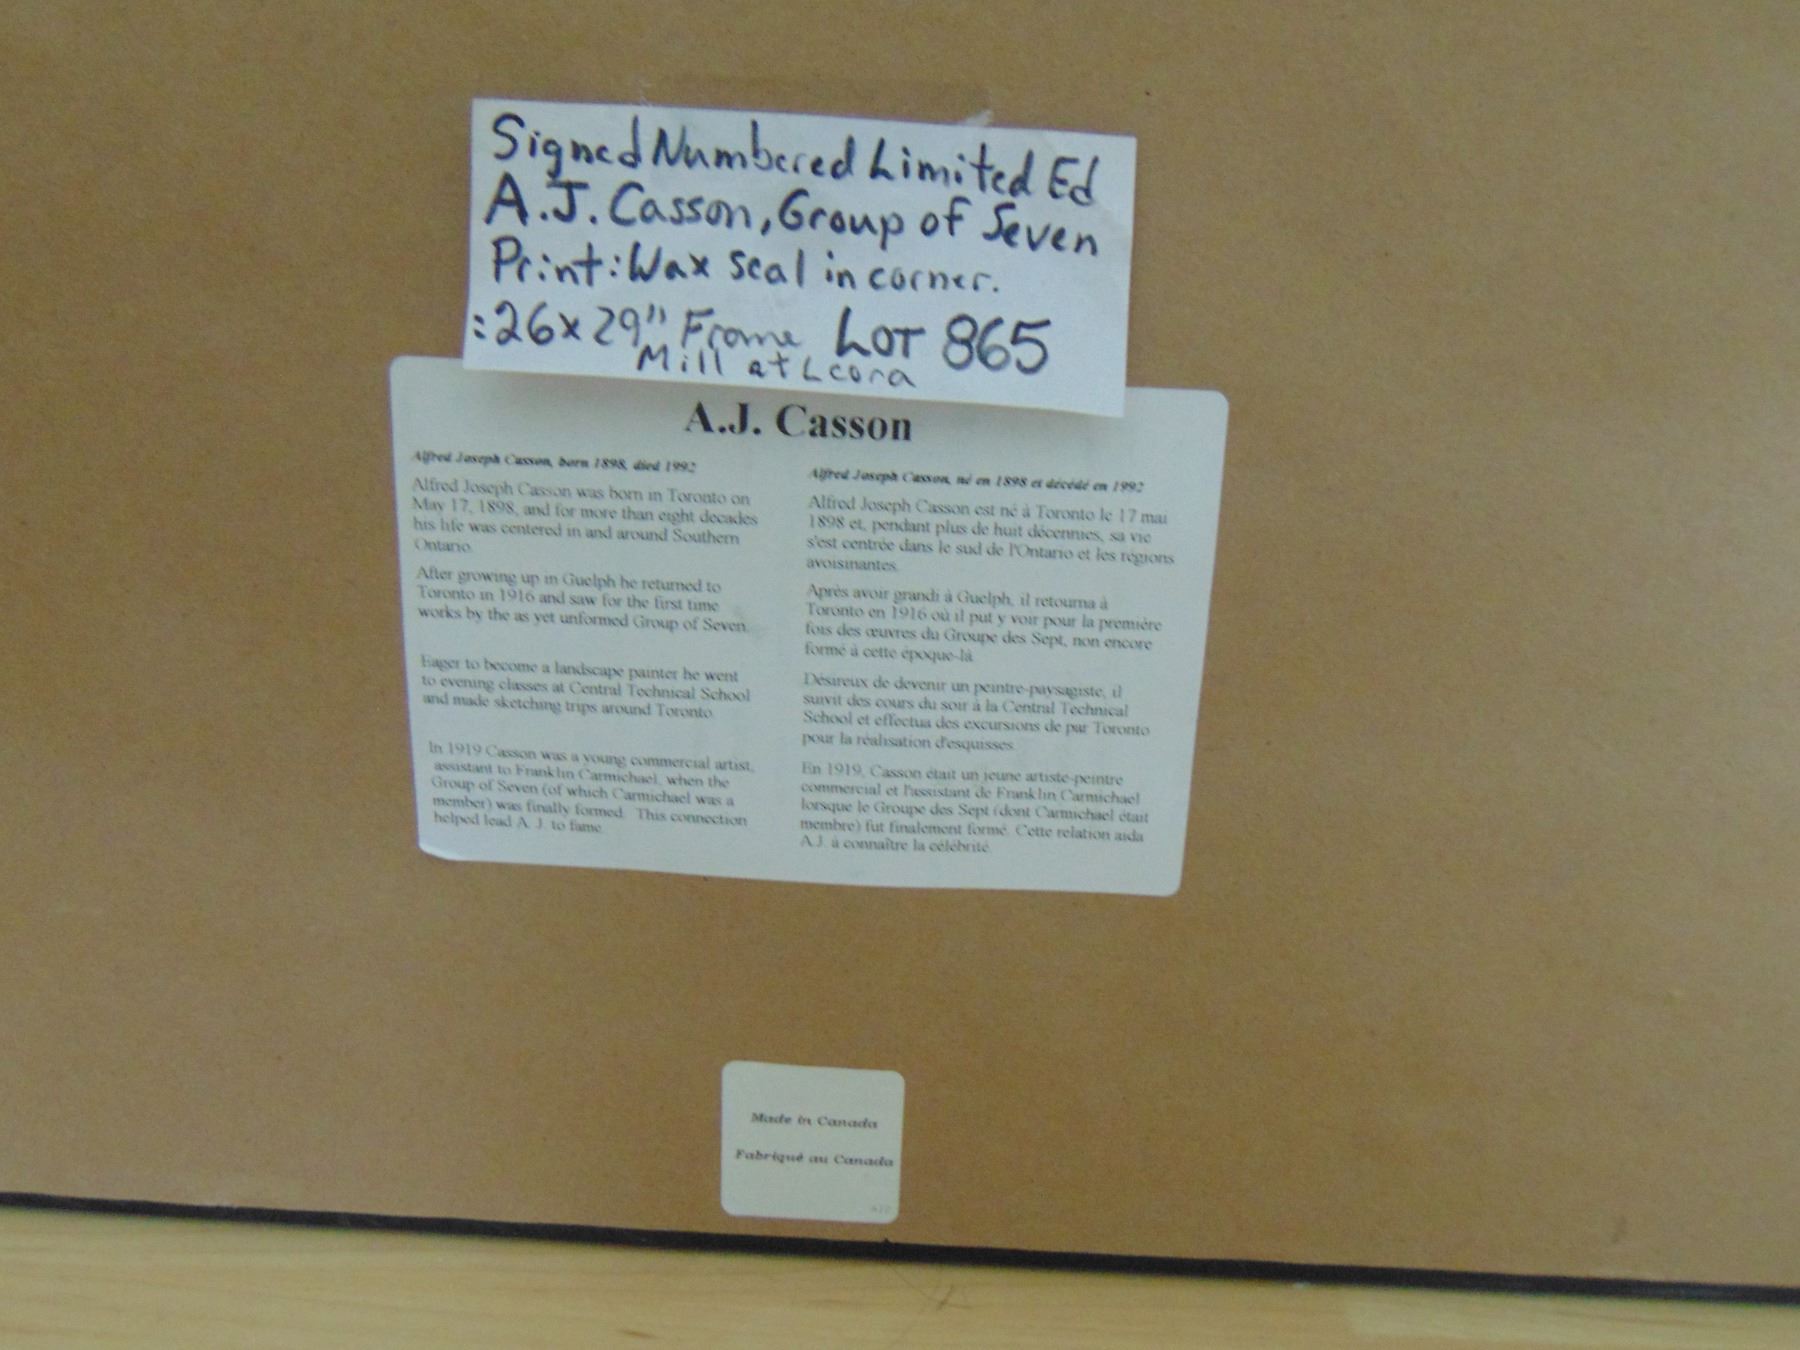 Signed Numbered Limited Ed
A.J. Casson, Group of Seven
Print: Wax seal in corner.
: 26 x 29" Frame LOT 865
Mill at Lcora
A.J. Casson
Alfred Joseph Casson, born 1898, died 1992
Alfred Joseph Casson was born in Toronto on
May 17, 1898, and for more than eight decades
his life was centered in and around Southern
Ontario.
After growing up in Guelph he returned to
Toronto in 1916 and saw for the first time
works by the as yet unformed Group of Seven.
Eager to become a landscape painter he went
to evening classes at Central Technical School
and made sketching trips around Toronto.
In 1919 Casson was a young commercial artist,
assistant to Franklin Carmichael, when the
Group of Seven (of which Carmichael was a
member) was finally formed. This connection
helped lead A. J. to fame.
Alfred Joseph Casson, né en 1898 et décédé en 1992
Alfred Joseph Casson est né à Toronto le 17 mai
1898 et, pendant plus de huit décennies, sa vie
s'est centrée dans le sud de l'Ontario et les régions
avoisinantes.
Après avoir grandi à Guelph, il retourna à
Toronto en 1916 où il put y voir pour la première
fois des œuvres du Groupe des Sept, non encore
formé à cette époque-là.
Désireux de devenir un peintre-paysagiste, il
suivit des cours du soir à la Central Technical
School et effectua des excursions de par Toronto
pour la réalisation d'esquisses.
En 1919, Casson était un jeune artiste-peintre
commercial et l'assistant de Franklin Carmichael
lorsque le Groupe des Sept (dont Carmichael était
membre) fut finalement formé. Cette relation aida
A.J. à connaître la célébrité.
Made in Canada
Fabriqué au Canada